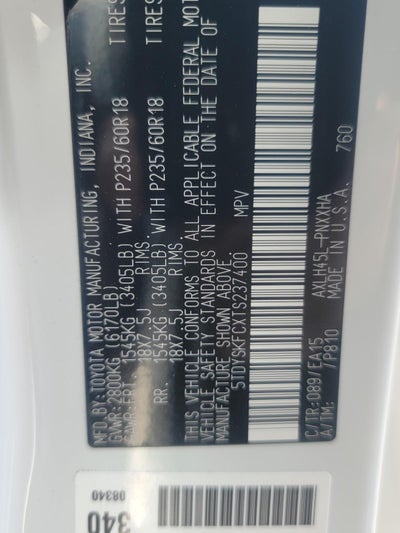 MFD. BY: TOYOTA MOTOR MANUFACTURING, INDIANA, INC.
GVWR: 2800KG (6170LB)
GAWR: FRT. 1545KG (3405LB) WITH P235/60R18 TIRES
18X7.5J RIMS,
RR. 1545KG (3405LB) WITH P235/60R18 TIRES
18X7.5J RIMS,
THIS VEHICLE CONFORMS TO ALL APPLICABLE FEDERAL MOT
VEHICLE SAFETY STANDARDS IN EFFECT ON THE DATE OF
MANUFACTURE SHOWN ABOVE.
5TDYSKFCXTS237400 MPV
C/TR: 089/EA15 AXLH45L-PNXXHA
A/TM: /P810 MADE IN U.S.A. 760
340
08340